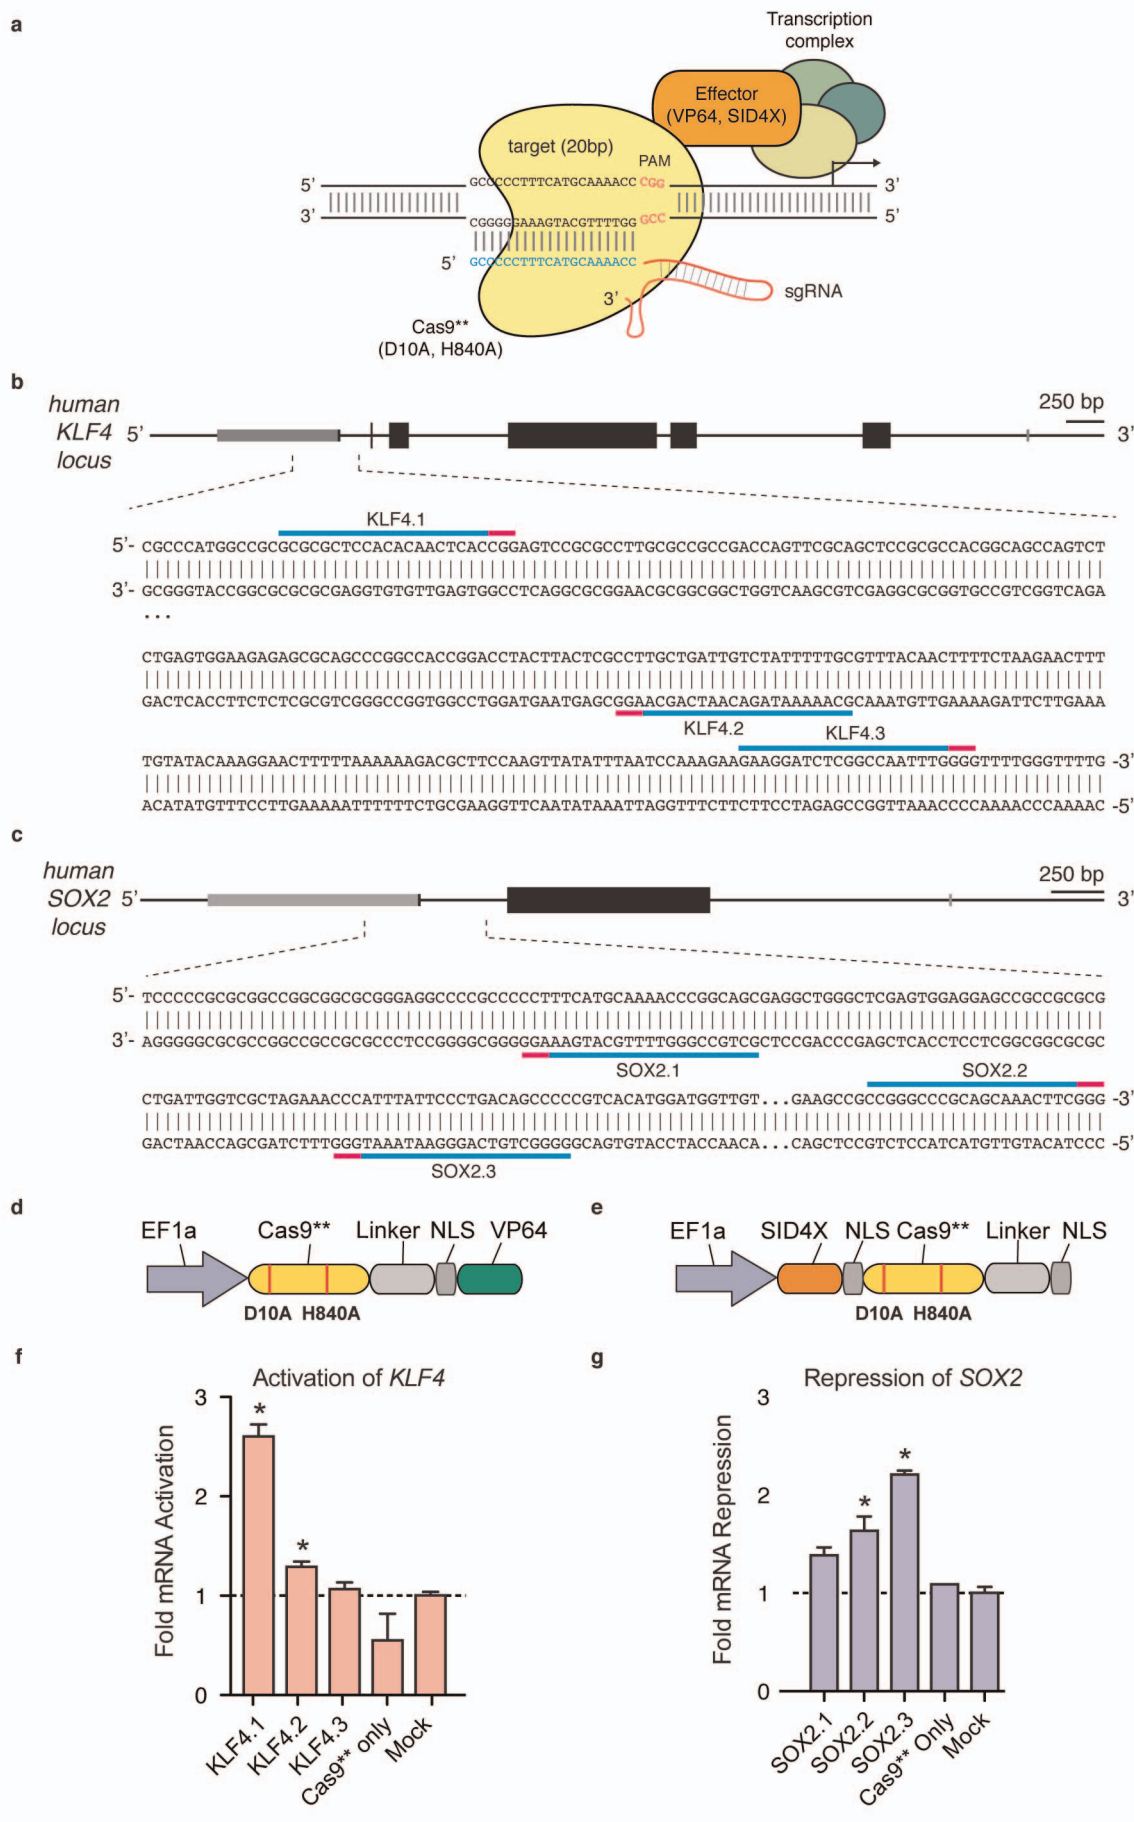 a
Transcription
complex
Effector
(VP64, SID4X)
target (20bp)
PAM
5’ GCCCCCTTTCATGCAAAACC CGG 3’
3’ CGGGGGAAAGTACGTTTTGG GCC 5’
5’ GCCCCCTTTCATGCAAAACC
3’
sgRNA
Cas9**
(D10A, H840A)
b
human
KLF4
locus
5’
3’
250 bp
KLF4.1
5’- CGCCCATGGCCGCGCGCGCTCCACACAACTCACCGGAGTCCGCGCCTTGCGCCGCCGACCAGTTCGCAGCTCCGCGCCACGGCAGCCAGTCT
3’- GCGGGTACCGGCGCGCGCGAGGTGTGTTGAGTGGCCTCAGGCGCGGAACGCGGCGGCTGGTCAAGCGTCGAGGCGCGGTGCCGTCGGTCAGA
...
CTGAGTGGAAGAGAGCGCAGCCCGGCCACCGGACCTACTTACTCGCCTTGCTGATTGTCTATTTTTGCGTTTACAACTTTTCTAAGAACTTT
GACTCACCTTCTCTCGCGTCGGGCCGGTGGCCTGGATGAATGAGCGGAACGACTAACAGATAAAAACGCAAATGTTGAAAAGATTCTTGAAA
KLF4.2
KLF4.3
TGTATACAAAGGAACTTTTTAAAAAAGACGCTTCCAAGTTATATTTAATCCAAAGAAGAAGGATCTCGGCCAATTTGGGGTTTTGGGTTTTG -3’
ACATATGTTTCCTTGAAAAATTTTTTCTGCGAAGGTTCAATATAAATTAGGTTTCTTCTTCCTAGAGCCGGTTAAACCCCAAAACCCAAAAC -5’
c
human
SOX2
locus
5’
3’
250 bp
5’- TCCCCCGCGCGGCCGGCGGCGCGGGAGGCCCCGCCCCCTTTCATGCAAAACCCGGCAGCGAGGCTGGGCTCGAGTGGAGGAGCCGCCGCGCG
3’- AGGGGGCGCGCCGGCCGCCGCGCCCTCCGGGGCGGGGGAAAGTACGTTTTGGGCCGTCGCTCCGACCCGAGCTCACCTCCTCGGCGGCGCGC
SOX2.1
SOX2.2
CTGATTGGTCGCTAGAAACCCATTTATTCCCTGACAGCCCCCGTCACATGGATGGTTGT...GAAGCCGCCGGGCCCGCAGCAAACTTCGGG -3’
GACTAACCAGCGATCTTTGGGTAAATAAGGGACTGTCGGGGGCAGTGTACCTACCAACA...CAGCTCCGTCTCCATCATGTTGTACATCCC -5’
SOX2.3
d
EF1a
Cas9**
Linker
NLS
VP64
D10A H840A
e
EF1a
SID4X
NLS
Cas9**
Linker
NLS
D10A H840A
f
Activation of KLF4
Fold mRNA Activation
3
2
1
0
KLF4.1
KLF4.2
KLF4.3
Cas9** only
Mock
*
*
g
Repression of SOX2
Fold mRNA Repression
3
2
1
0
SOX2.1
SOX2.2
SOX2.3
Cas9** Only
Mock
*
*